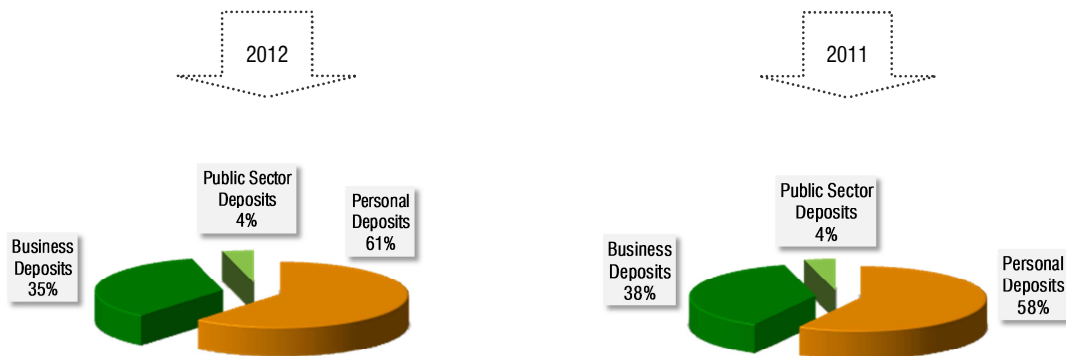 2012
Public Sector
Deposits
4%
Personal
Deposits
61%
Business
Deposits
35%
2011
Public Sector
Deposits
4%
Business
Deposits
38%
Personal
Deposits
58%